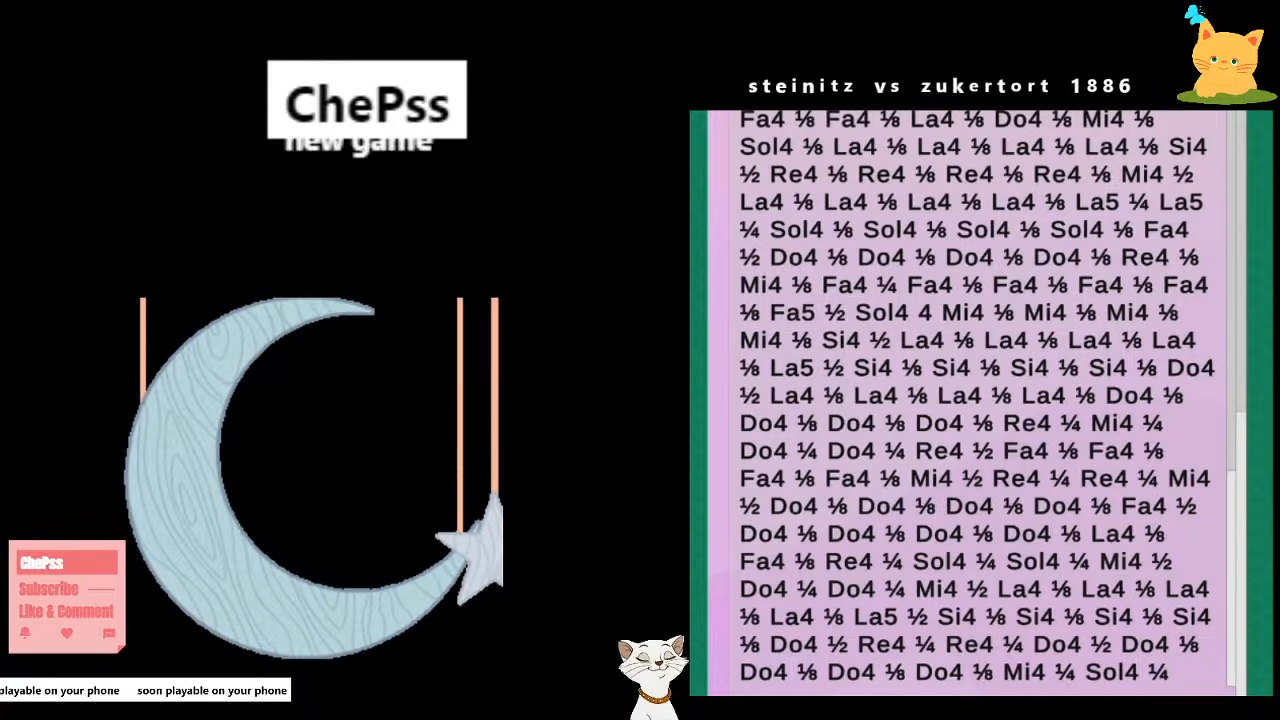 ChePss
new game
steinitz vs zukertort 1886
Fa4 ⅛ Fa4 ⅛ La4 ⅛ Do4 ⅛ Mi4 ⅛
Sol4 ⅛ La4 ⅛ La4 ⅛ La4 ⅛ La4 ⅛ Si4
½ Re4 ⅛ Re4 ⅛ Re4 ⅛ Re4 ⅛ Mi4 ½
La4 ⅛ La4 ⅛ La4 ⅛ La4 ⅛ La5 ¼ La5
¼ Sol4 ⅛ Sol4 ⅛ Sol4 ⅛ Sol4 ⅛ Fa4
½ Do4 ⅛ Do4 ⅛ Do4 ⅛ Do4 ⅛ Re4 ⅛
Mi4 ⅛ Fa4 ¼ Fa4 ⅛ Fa4 ⅛ Fa4 ⅛ Fa4
⅛ Fa5 ½ Sol4 4 Mi4 ⅛ Mi4 ⅛ Mi4 ⅛
Mi4 ⅛ Si4 ½ La4 ⅛ La4 ⅛ La4 ⅛ La4
⅛ La5 ½ Si4 ⅛ Si4 ⅛ Si4 ⅛ Si4 ⅛ Do4
½ La4 ⅛ La4 ⅛ La4 ⅛ La4 ⅛ Do4 ⅛
Do4 ⅛ Do4 ⅛ Do4 ⅛ Re4 ¼ Mi4 ¼
Do4 ¼ Do4 ¼ Re4 ½ Fa4 ⅛ Fa4 ⅛
Fa4 ⅛ Fa4 ⅛ Mi4 ½ Re4 ¼ Re4 ¼ Mi4
½ Do4 ⅛ Do4 ⅛ Do4 ⅛ Do4 ⅛ Fa4 ½
Do4 ⅛ Do4 ⅛ Do4 ⅛ Do4 ⅛ La4 ⅛
Fa4 ⅛ Re4 ¼ Sol4 ¼ Sol4 ¼ Mi4 ½
Do4 ¼ Do4 ¼ Mi4 ½ La4 ⅛ La4 ⅛ La4
⅛ La4 ⅛ La5 ½ Si4 ⅛ Si4 ⅛ Si4 ⅛ Si4
⅛ Do4 ½ Re4 ¼ Re4 ¼ Do4 ½ Do4 ⅛
Do4 ⅛ Do4 ⅛ Do4 ⅛ Mi4 ¼ Sol4 ¼
ChePss
Subscribe
Like & Comment
playable on your phone soon playable on your phone